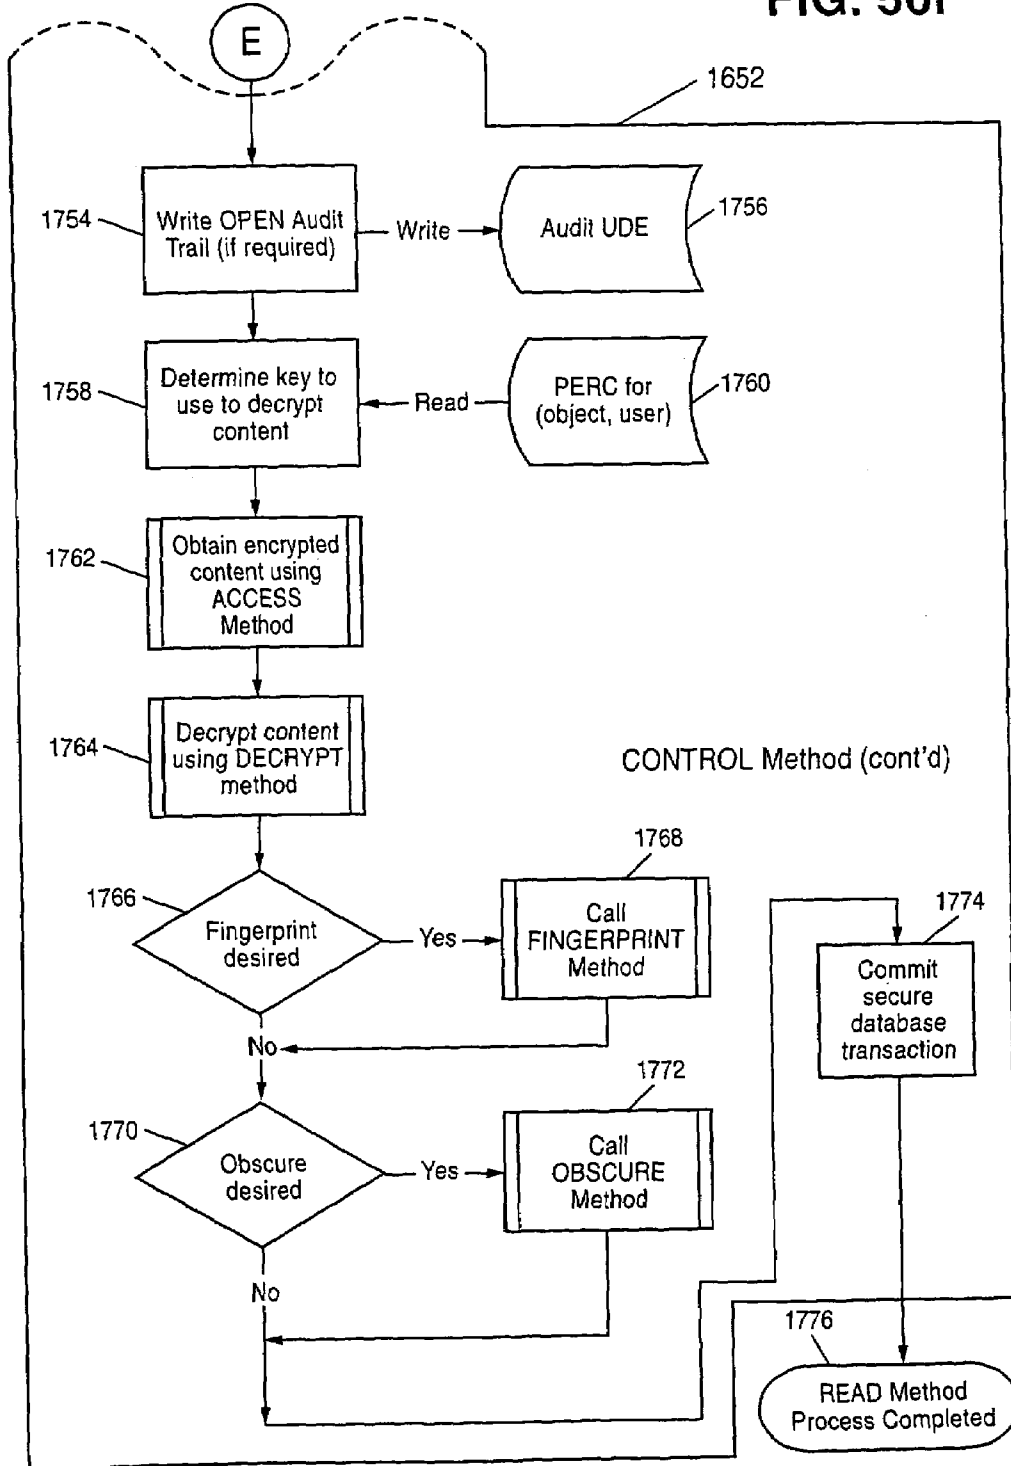 E
1652
1754
Write OPEN Audit
Trail (if required)
Write
Audit UDE
1756
1758
Determine key to
use to decrypt
content
Read
PERC for
(object, user)
1760
1762
Obtain encrypted
content using
ACCESS
Method
1764
Decrypt content
using DECRYPT
method
CONTROL Method (cont'd)
1766
Fingerprint
desired
Yes
1768
Call
FINGERPRINT
Method
No
1770
Obscure
desired
Yes
1772
Call
OBSCURE
Method
No
1774
Commit
secure
database
transaction
1776
READ Method
Process Completed